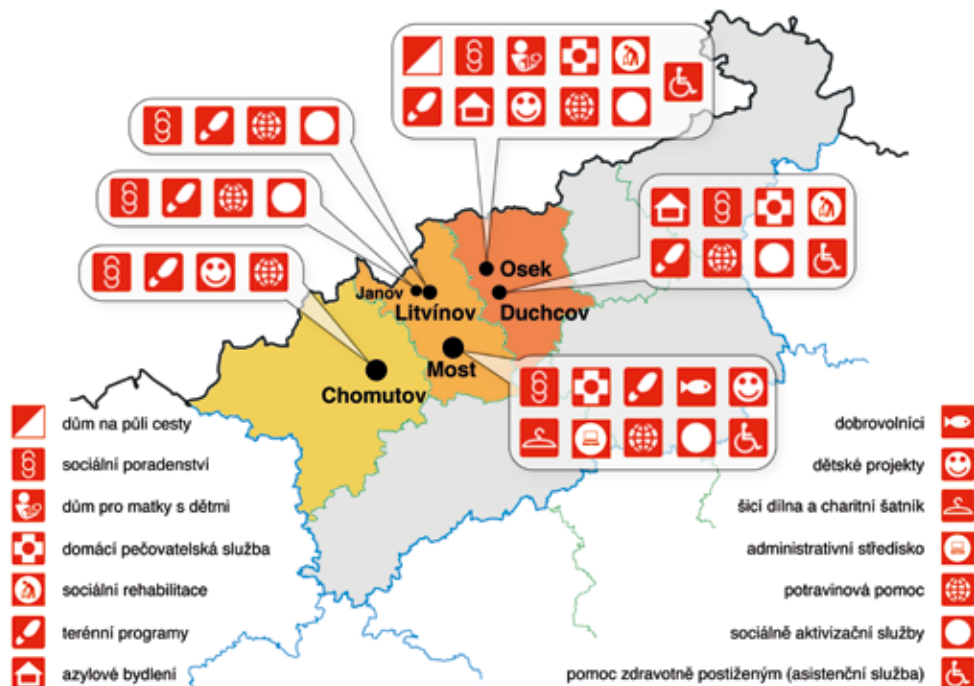 Osek
Janov
Litvínov
Duchcov
Most
Chomutov
dům na půli cesty
sociální poradenství
dům pro matky s dětmi
domácí pečovatelská služba
sociální rehabilitace
terénní programy
azylové bydlení
dobrovolníci
dětské projekty
šicí dílna a charitní šatník
administrativní středisko
potravinová pomoc
sociálně aktivizační služby
pomoc zdravotně postiženým (asistenční služba)